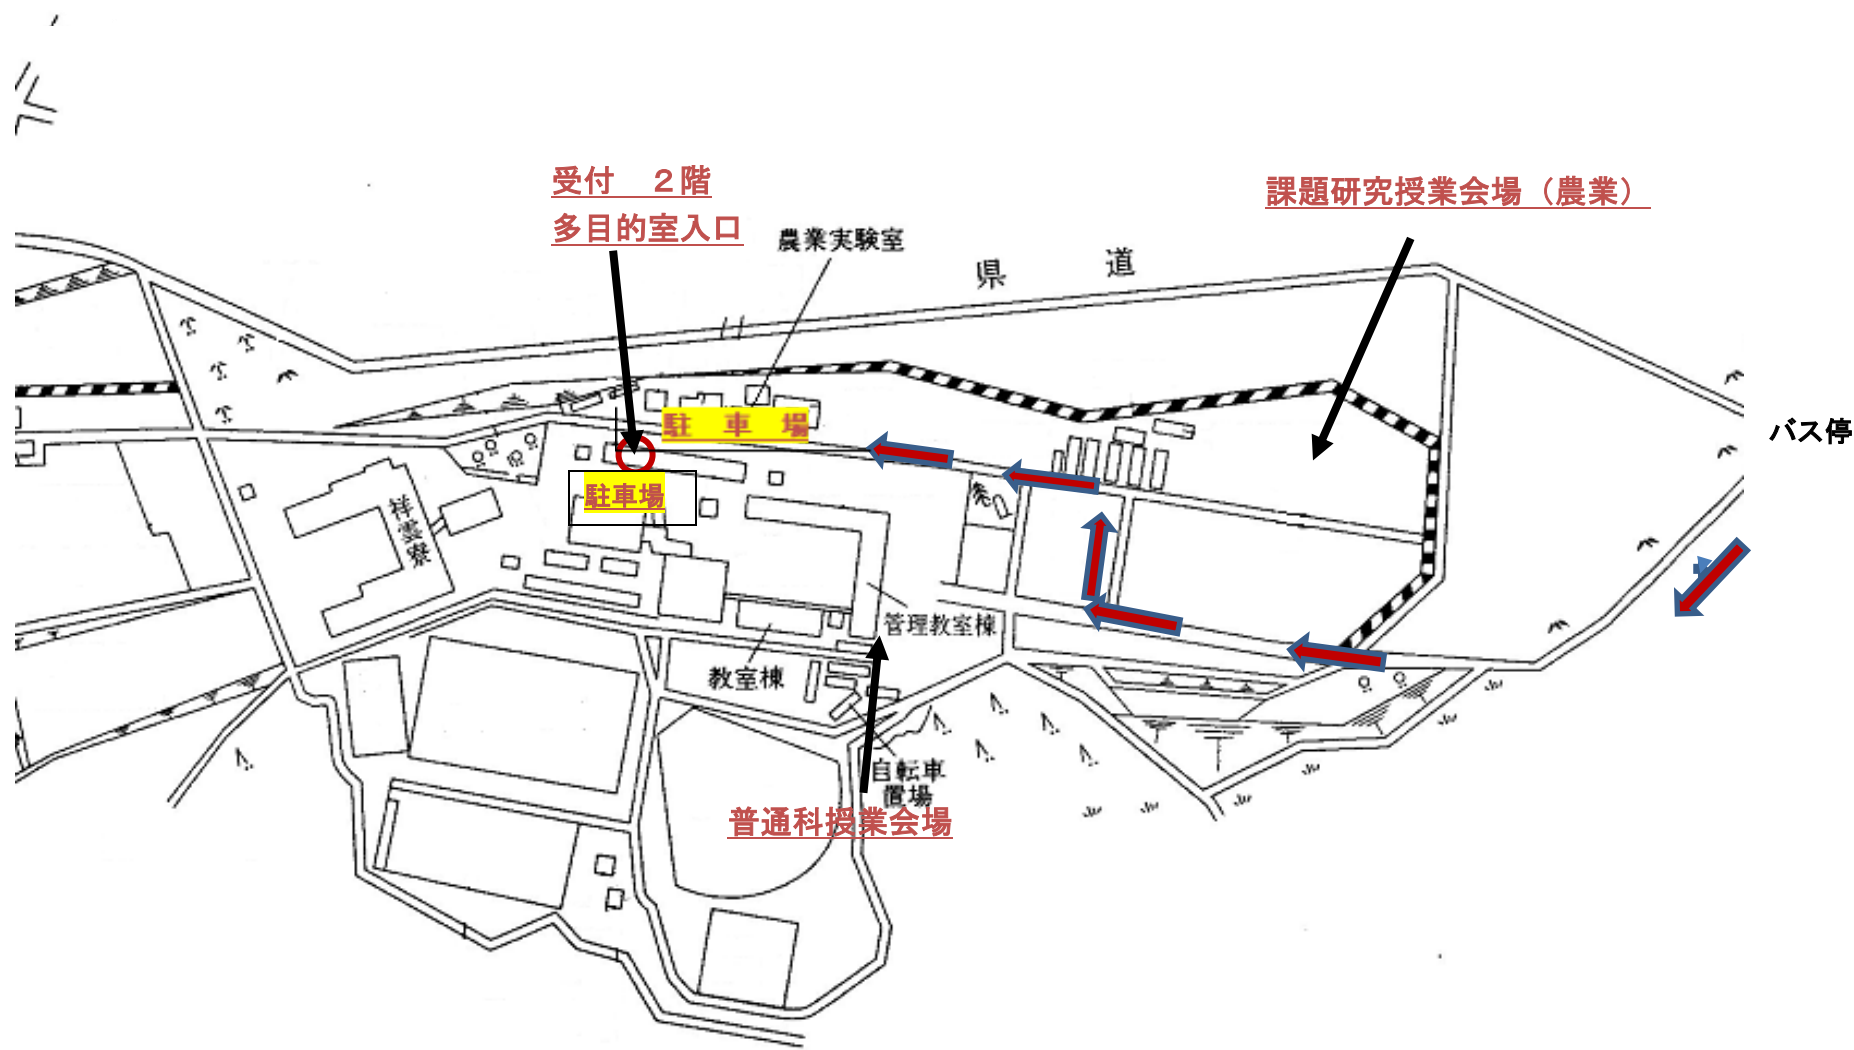 受付　２階
多目的室入口
課題研究授業会場（農業）
農業実験室
県道
バス停
駐車場
駐車場
祥雲寮
管理教室棟
教室棟
自転車
置場
普通科授業会場